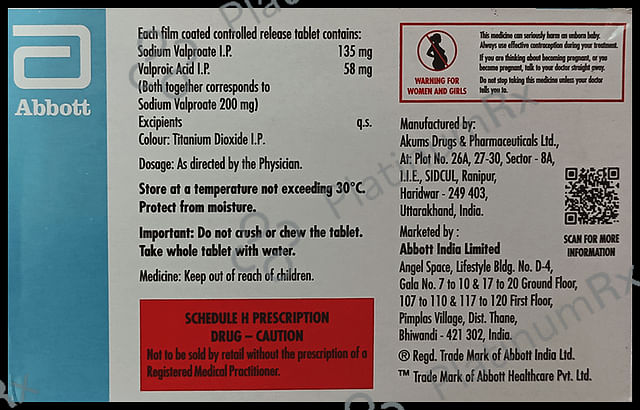 Abbott
Each film coated controlled release tablet contains:
Sodium Valproate I.P. 135 mg
Valproic Acid I.P. 58 mg
(Both together corresponds to
Sodium Valproate 200 mg)
Excipients q.s.
Colour: Titanium Dioxide I.P.
Dosage: As directed by the Physician.
Store at a temperature not exceeding 30°C.
Protect from moisture.
Important: Do not crush or chew the tablet.
Take whole tablet with water.
Medicine: Keep out of reach of children.
SCHEDULE H PRESCRIPTION
DRUG – CAUTION
Not to be sold by retail without the prescription of a
Registered Medical Practitioner.
WARNING FOR
WOMEN AND GIRLS
This medicine can seriously harm an unborn baby.
Always use effective contraception during your treatment.
If you are thinking about becoming pregnant, or you
become pregnant, talk to your doctor straight away.
Do not stop taking this medicine unless your doctor
tells you to.
Manufactured by:
Akums Drugs & Pharmaceuticals Ltd.,
At: Plot No. 26A, 27-30, Sector - 8A,
I.I.E., SIDCUL, Ranipur,
Haridwar - 249 403,
Uttarakhand, India.
SCAN FOR MORE
INFORMATION
Marketed by :
Abbott India Limited
Angel Space, Lifestyle Bldg. No. D-4,
Gala No. 7 to 10 & 17 to 20 Ground Floor,
107 to 110 & 117 to 120 First Floor,
Pimplas Village, Dist. Thane,
Bhiwandi - 421 302, India.
® Regd. Trade Mark of Abbott India Ltd.
™ Trade Mark of Abbott Healthcare Pvt. Ltd.
PlatinumRx
PlatinumRx
PlatinumRx